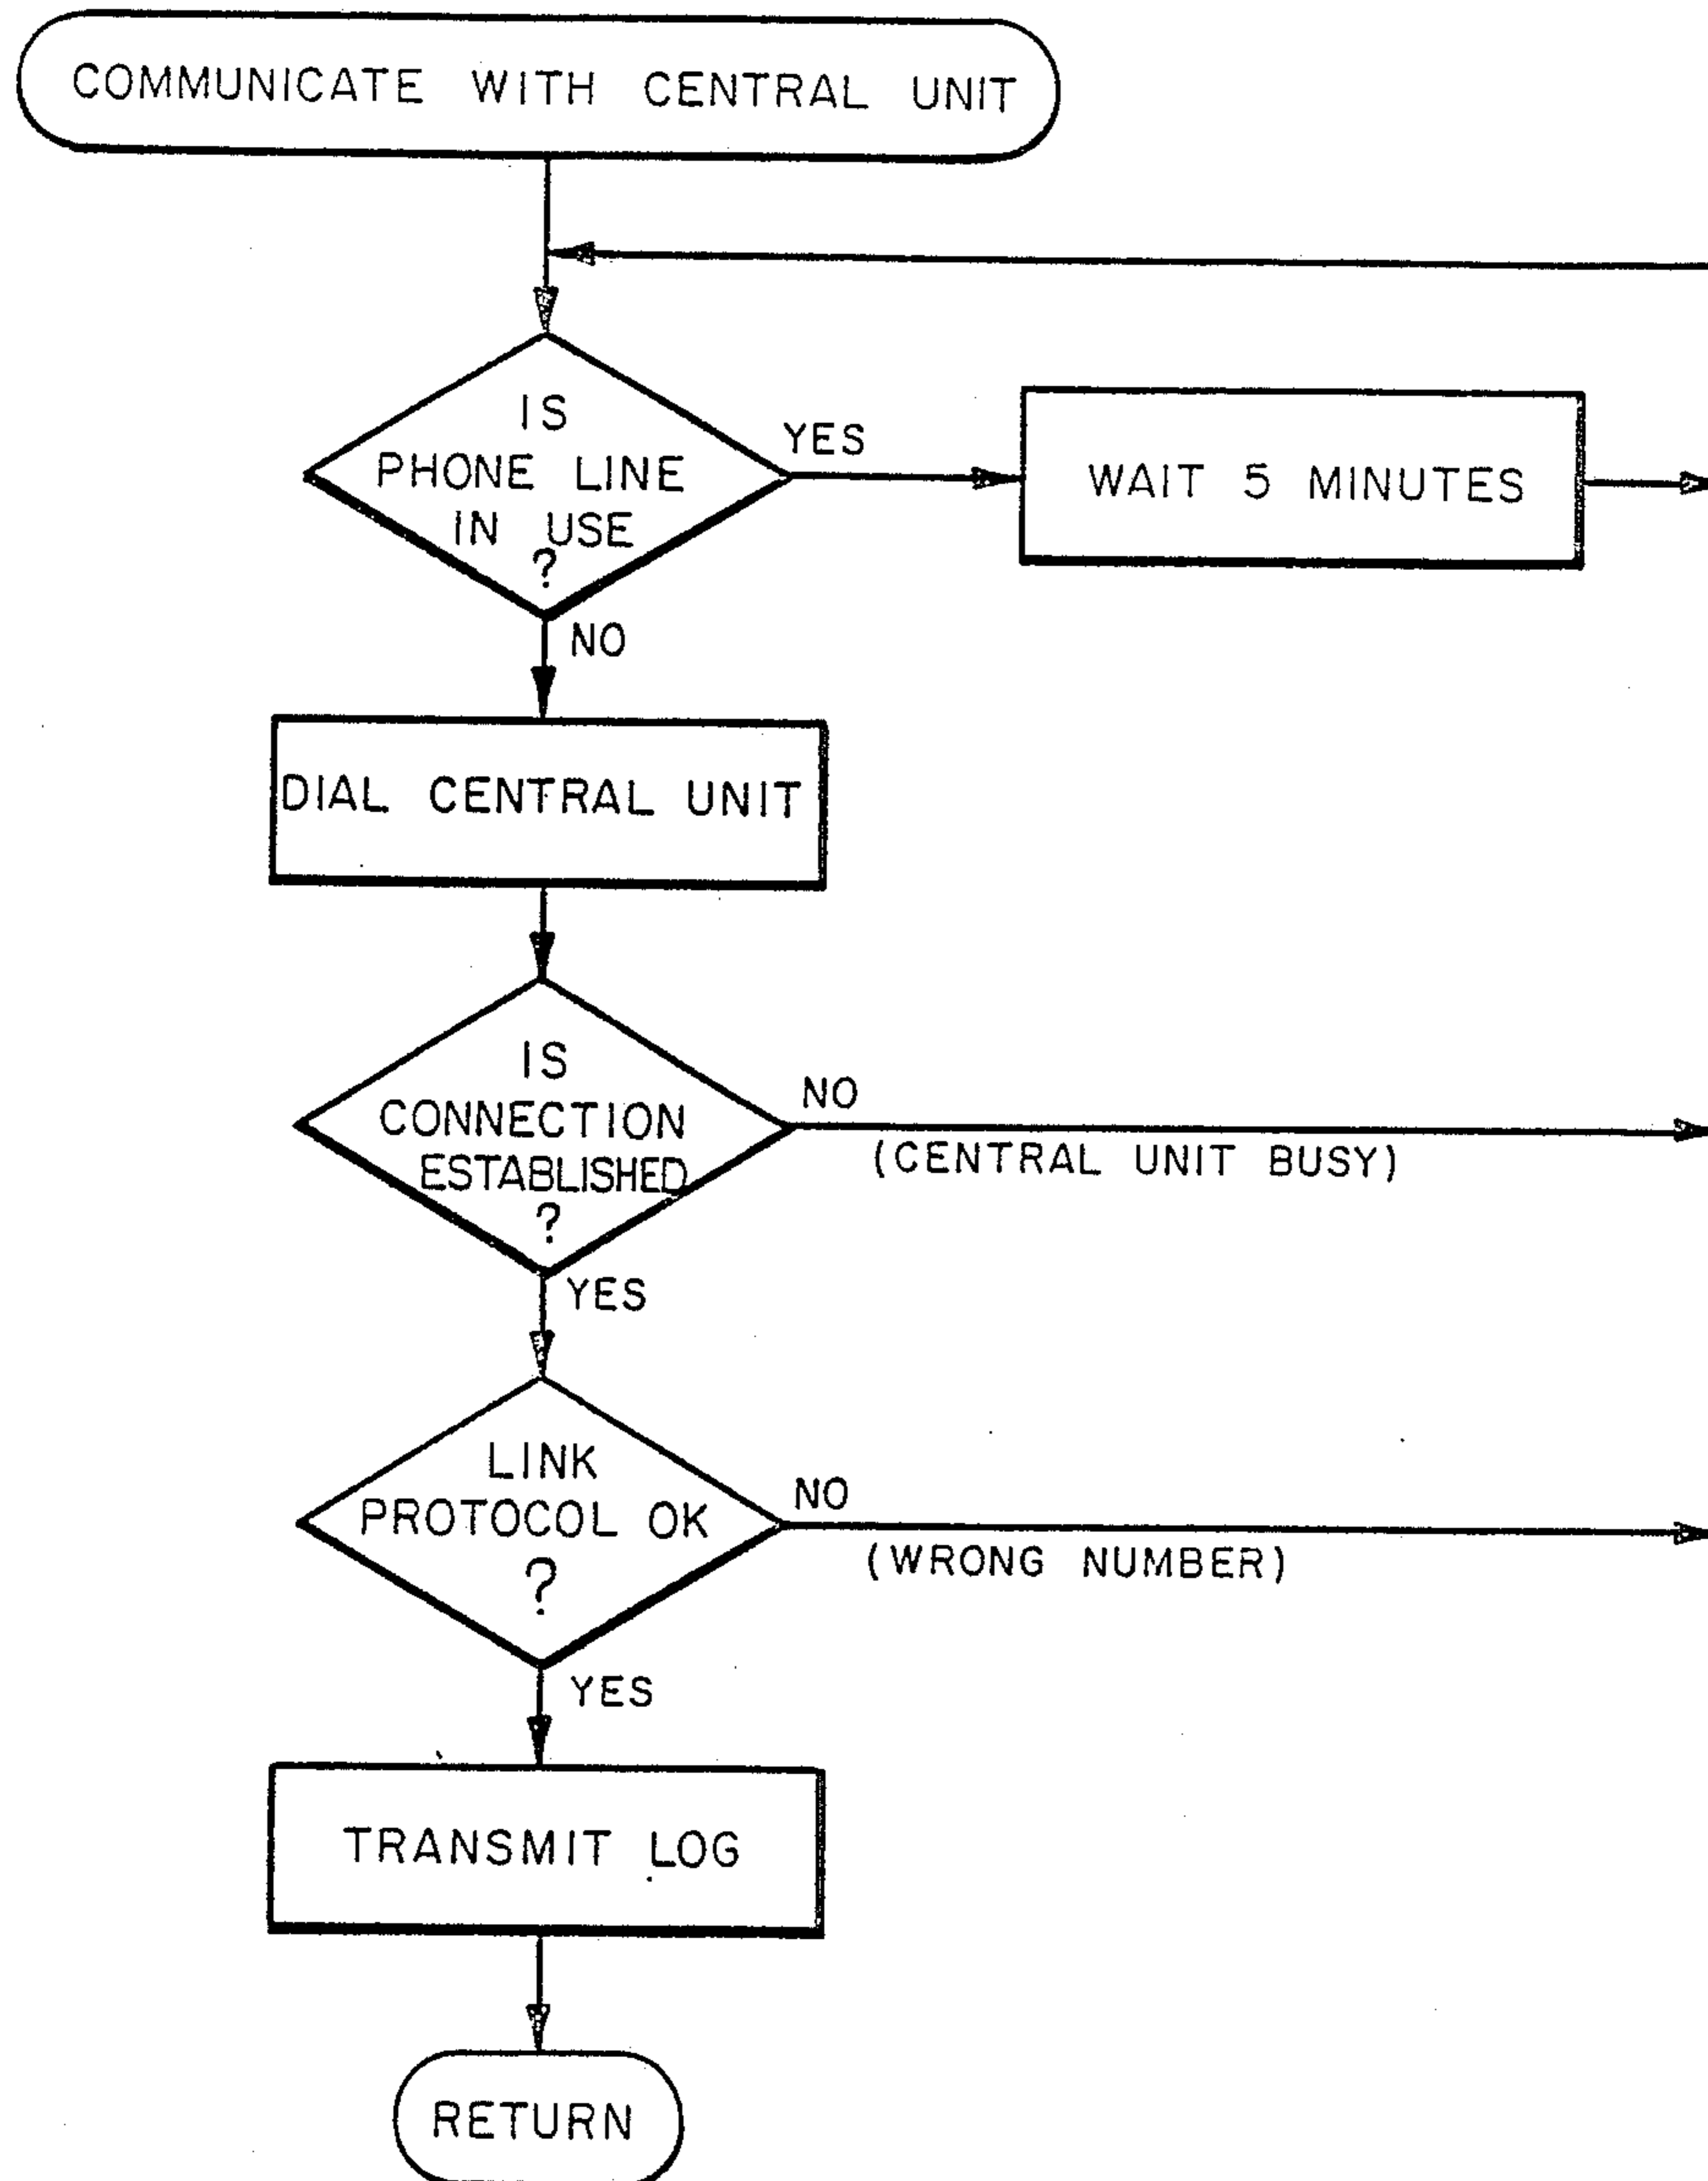 COMMUNICATE WITH CENTRAL UNIT
IS
PHONE LINE
IN USE
?
YES
WAIT 5 MINUTES
NO
DIAL CENTRAL UNIT
IS
CONNECTION
ESTABLISHED
?
NO
(CENTRAL UNIT BUSY)
YES
LINK
PROTOCOL OK
?
NO
(WRONG NUMBER)
YES
TRANSMIT LOG
RETURN